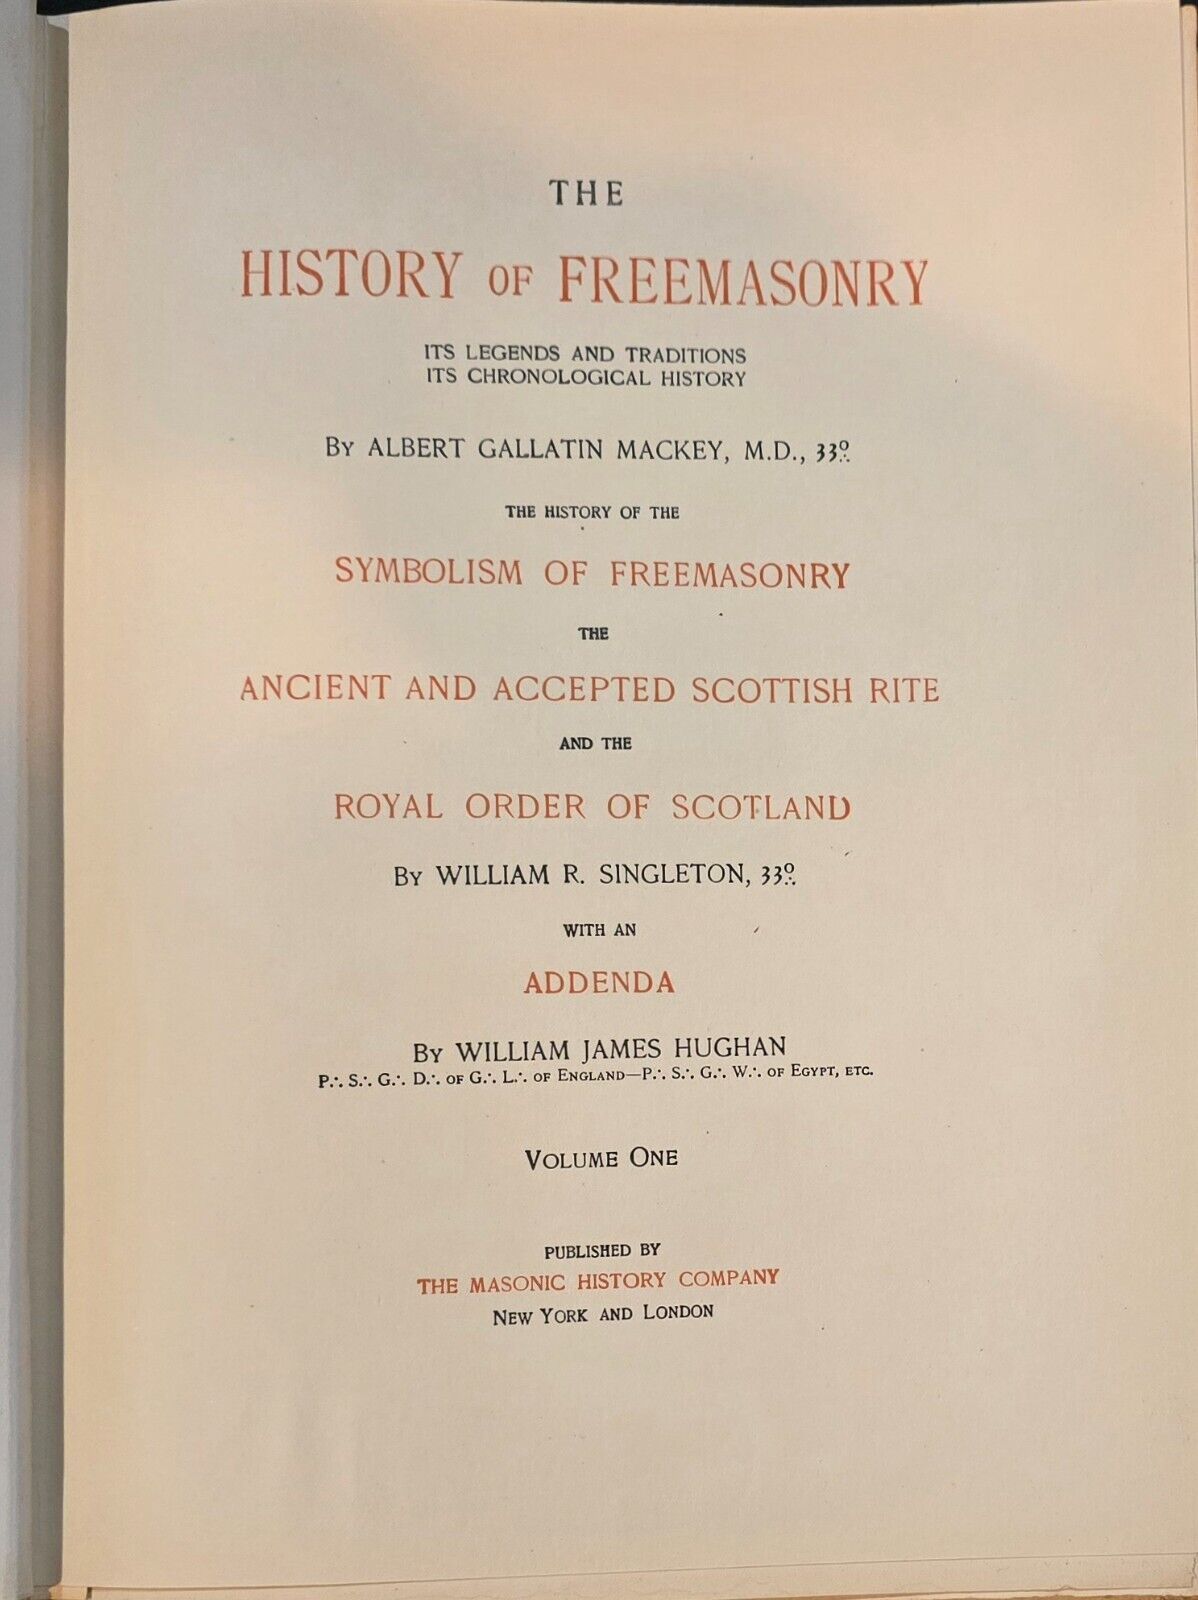 THE
HISTORY OF FREEMASONRY
ITS LEGENDS AND TRADITIONS
ITS CHRONOLOGICAL HISTORY
By ALBERT GALLATIN MACKEY, M.D., 33º∴
THE HISTORY OF THE
SYMBOLISM OF FREEMASONRY
THE
ANCIENT AND ACCEPTED SCOTTISH RITE
AND THE
ROYAL ORDER OF SCOTLAND
By WILLIAM R. SINGLETON, 33º∴
WITH AN
ADDENDA
By WILLIAM JAMES HUGHAN
P∴ S∴ G∴ D∴ OF G∴ L∴ OF ENGLAND—P∴ S∴ G∴ W∴ OF EGYPT, ETC.
VOLUME ONE
PUBLISHED BY
THE MASONIC HISTORY COMPANY
NEW YORK AND LONDON